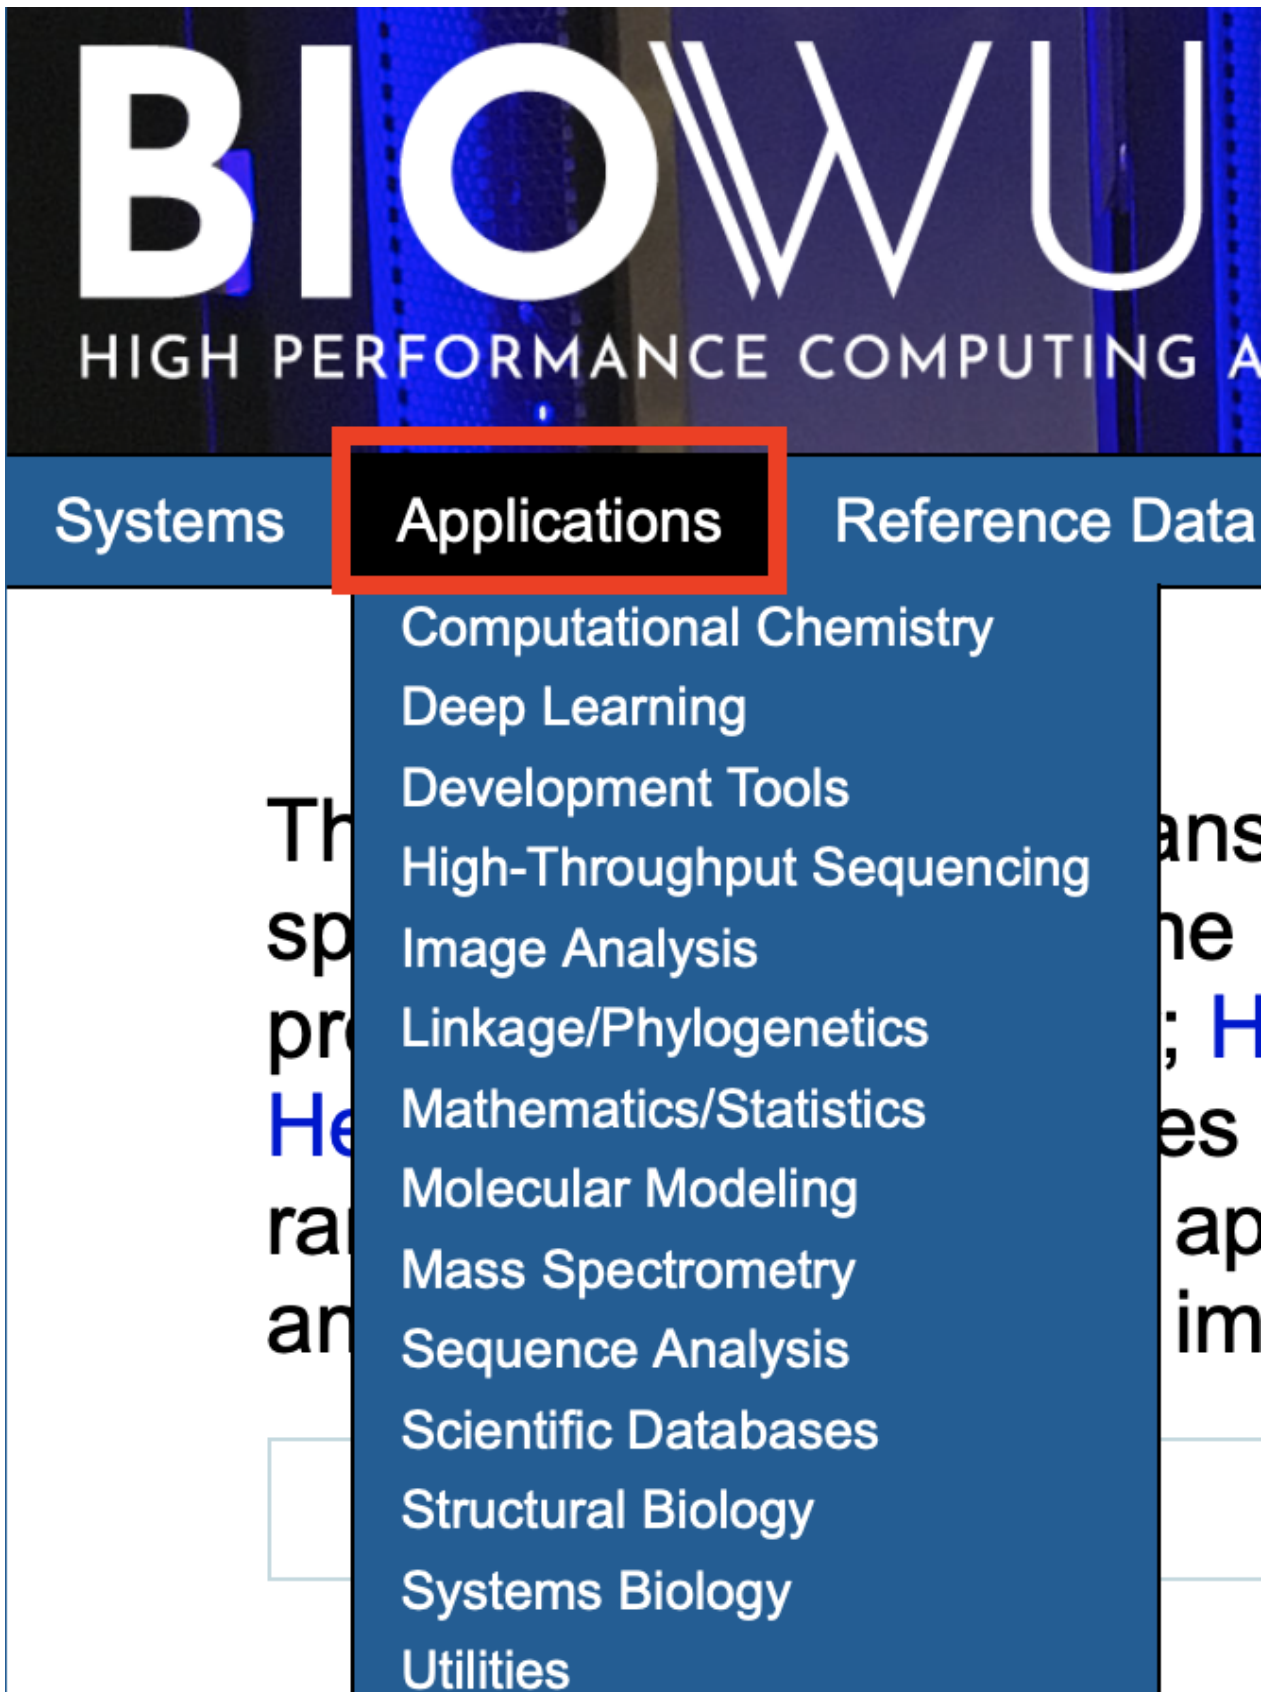 BIOWU
HIGH PERFORMANCE COMPUTING A
Systems Applications Reference Data
Computational Chemistry
Deep Learning
Development Tools
High-Throughput Sequencing
Image Analysis
Linkage/Phylogenetics
Mathematics/Statistics
Molecular Modeling
Mass Spectrometry
Sequence Analysis
Scientific Databases
Structural Biology
Systems Biology
Utilities